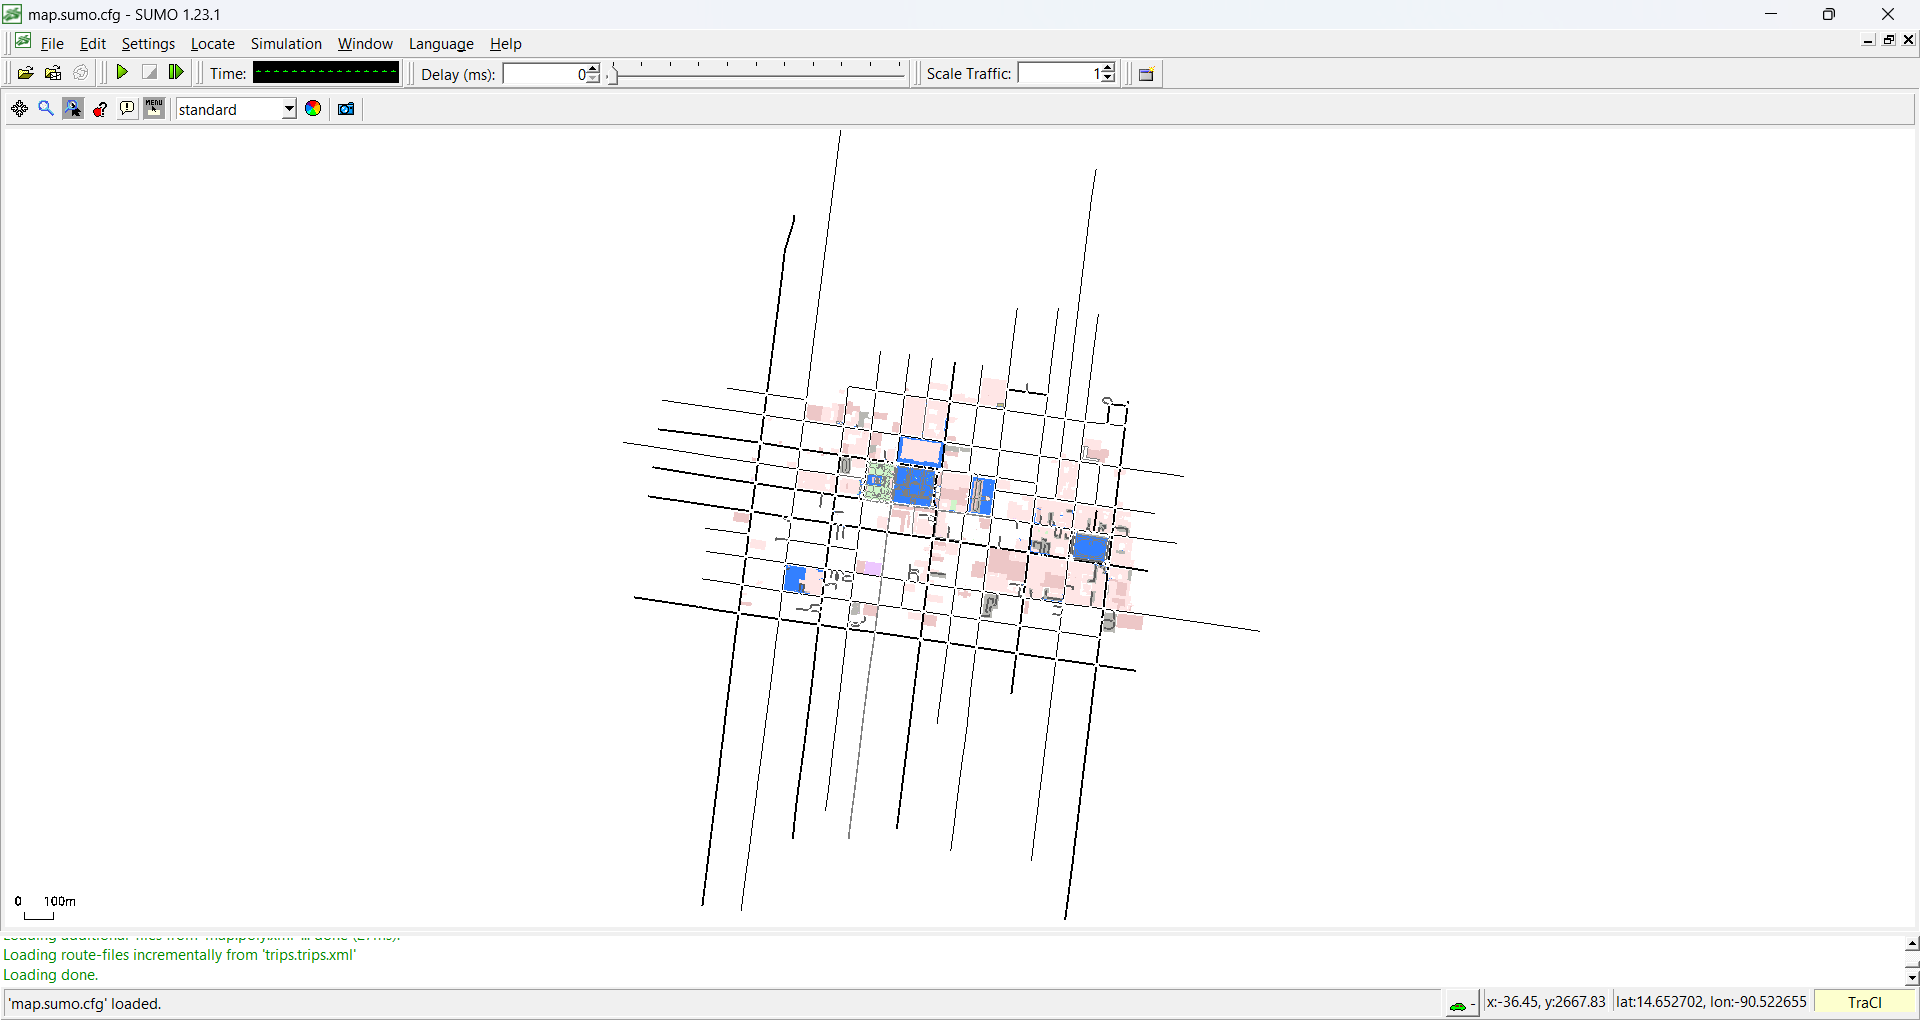 map.sumo.cfg - SUMO 1.23.1
File Edit Settings Locate Simulation Window Language Help
Time: Delay (ms): 0 Scale Traffic: 1
MENU standard
0 100m
Loading route-files incrementally from 'trips.trips.xml'
Loading done.
'map.sumo.cfg' loaded. - x:-36.45, y:2667.83 lat:14.652702, lon:-90.522655 TraCI